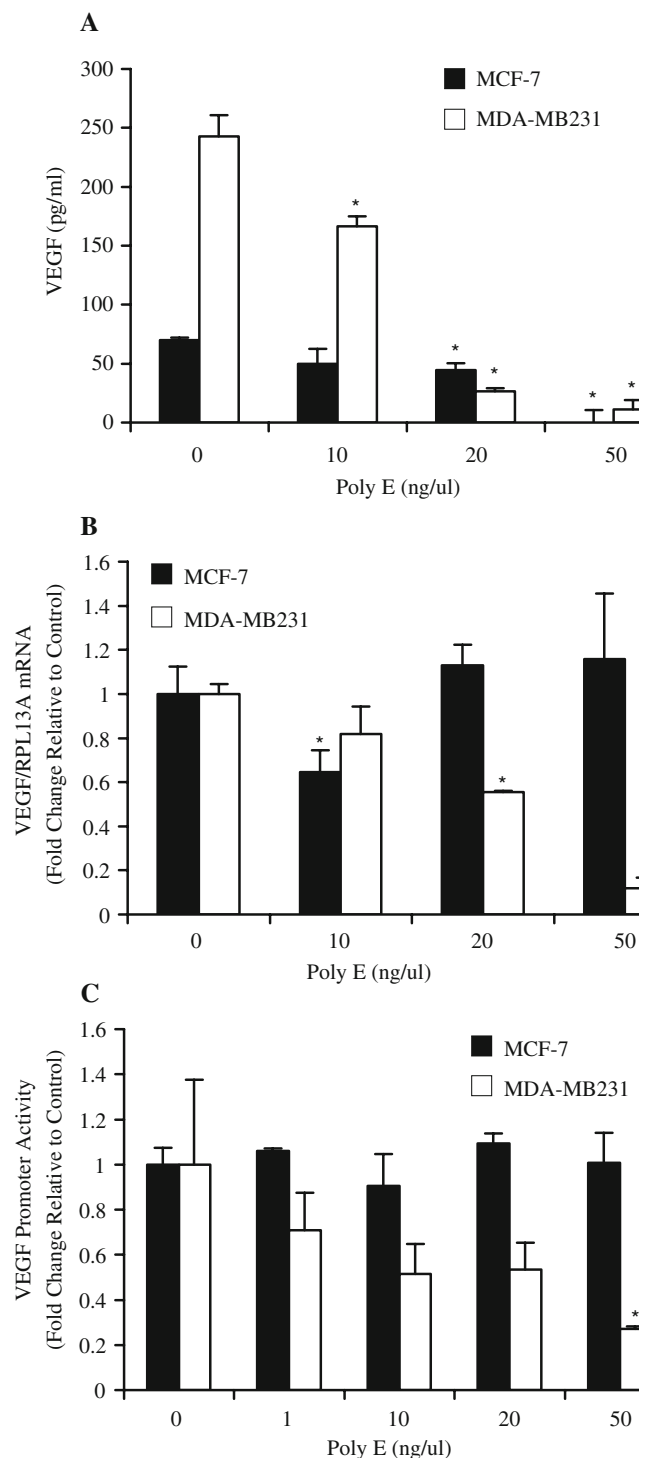 A
300
250
200
150
100
50
0
VEGF (pg/ml)
MCF-7
MDA-MB231
*
*
*
*
*
0 10 20 50
Poly E (ng/ul)
B
1.6
1.4
1.2
1
0.8
0.6
0.4
0.2
0
VEGF/RPL13A mRNA
(Fold Change Relative to Control)
MCF-7
MDA-MB231
*
*
0 10 20 50
Poly E (ng/ul)
C
1.6
1.4
1.2
1
0.8
0.6
0.4
0.2
0
VEGF Promoter Activity
(Fold Change Relative to Control)
MCF-7
MDA-MB231
*
0 1 10 20 50
Poly E (ng/ul)